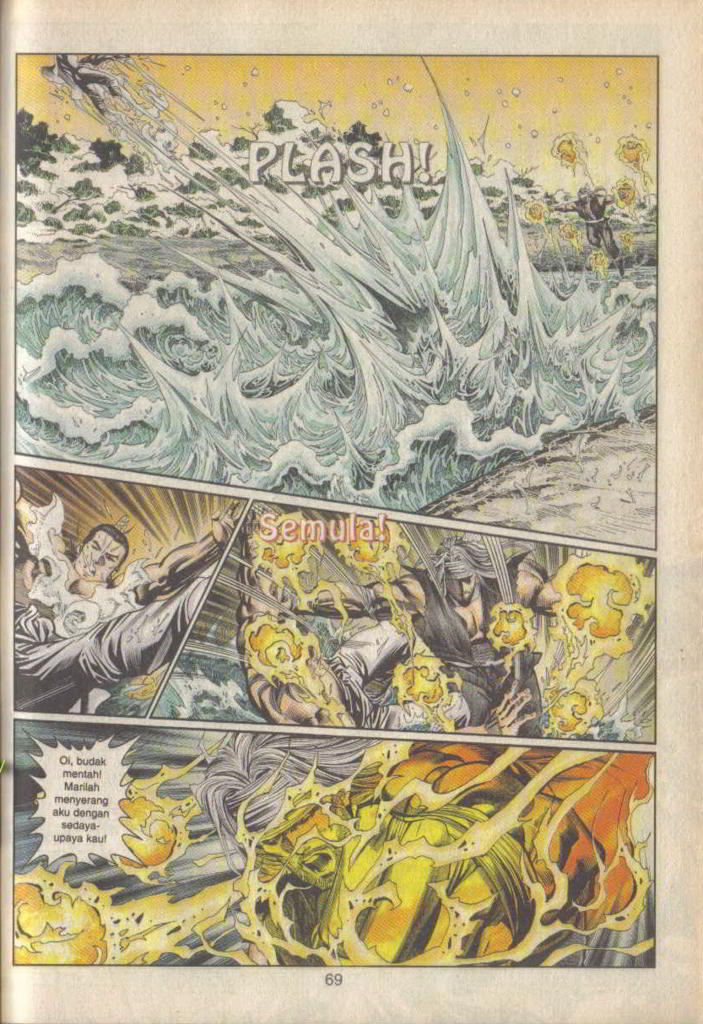 PLASH!
Semula!
Oi, budak
mentah!
Marilah
menyerang
aku dengan
sedaya-
upaya kau!
69